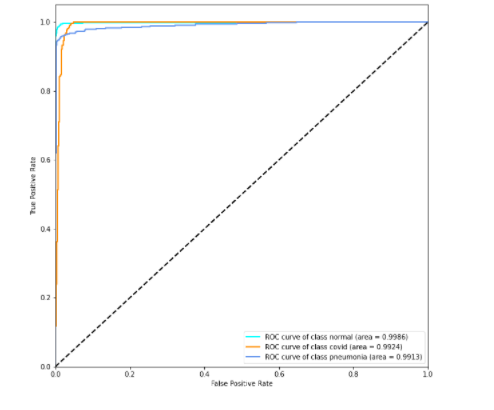 1.0
0.8
0.6
0.4
0.2
0.0
True Positive Rate
0.0 0.2 0.4 0.6 0.8 1.0
False Positive Rate
ROC curve of class normal (area = 0.9986)
ROC curve of class covid (area = 0.9924)
ROC curve of class pneumonia (area = 0.9913)